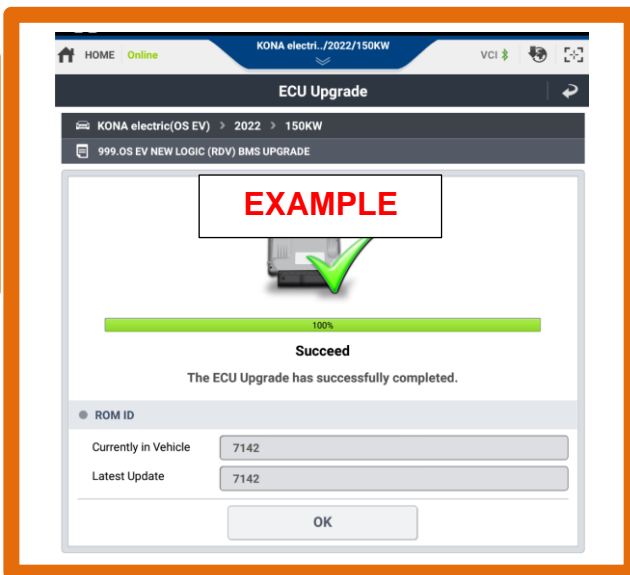 KONA electri../2022/150KW
HOME Online VCI
ECU Upgrade
KONA electric(OS EV) > 2022 > 150KW
999.OS EV NEW LOGIC (RDV) BMS UPGRADE
EXAMPLE
100%
Succeed
The ECU Upgrade has successfully completed.
ROM ID
Currently in Vehicle 7142
Latest Update 7142
OK